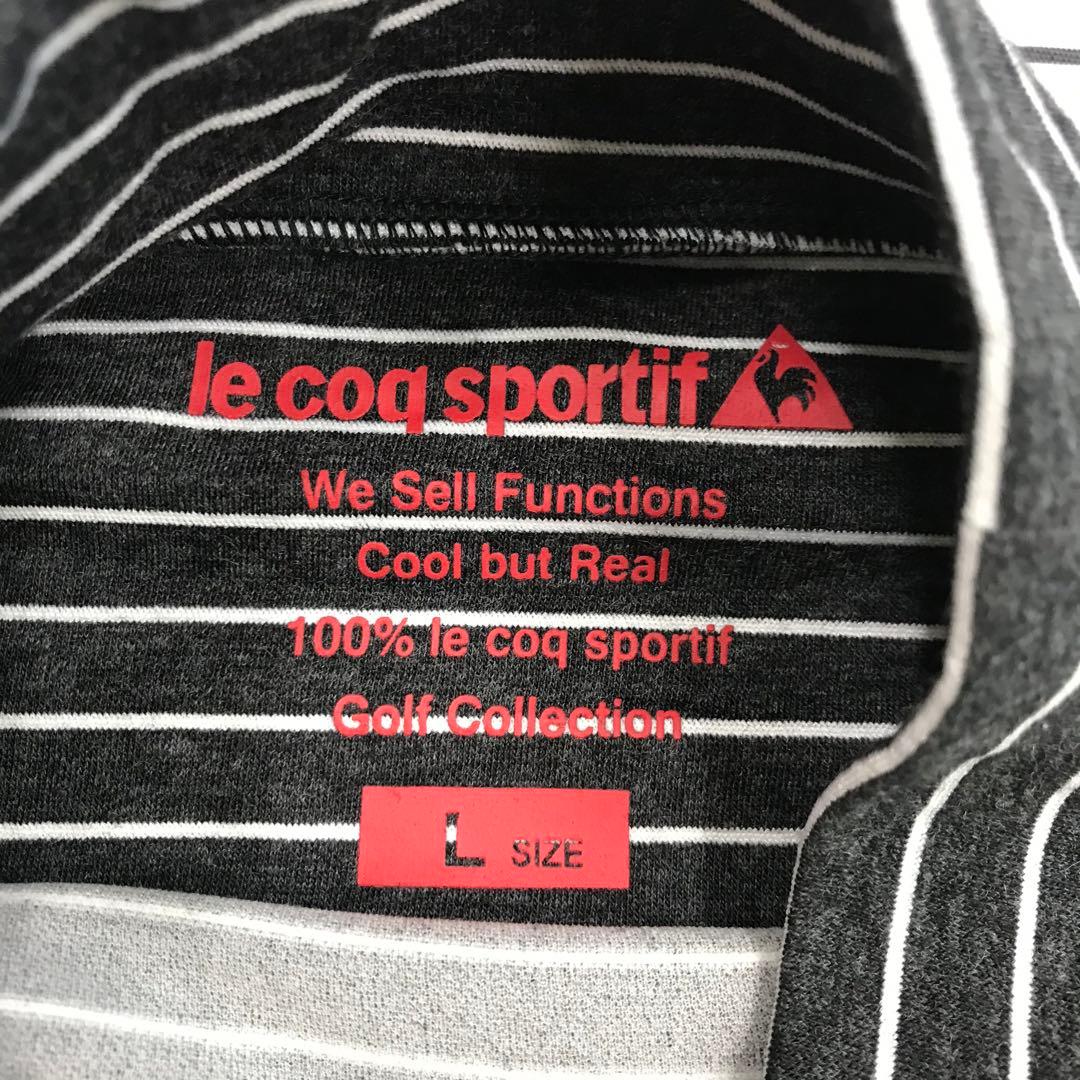 le coq sportif
We Sell Functions
Cool but Real
100% le coq sportif
Golf Collection
L SIZE